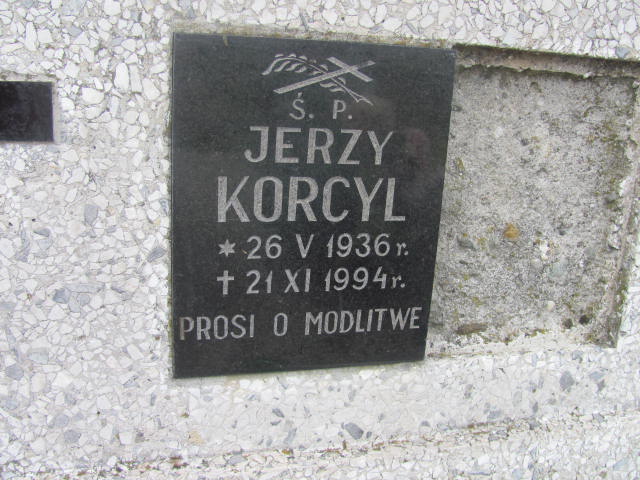 Ś. P.
JERZY
KORCYL
* 26 V 1936 r.
† 21 XI 1994 r.
PROSI O MODLITWE